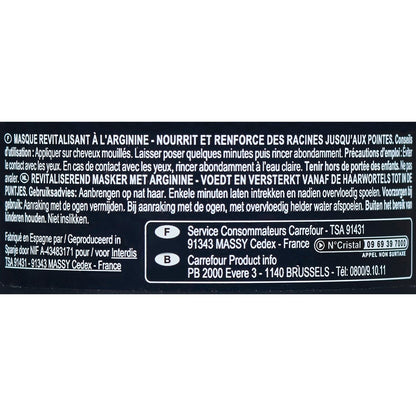 F MASQUE REVITALISANT À L'ARGININE - NOURRIT ET RENFORCE DES RACINES JUSQU'AUX POINTES. Conseils
d'utilisation : Appliquer sur cheveux mouillés. Laisser poser quelques minutes puis rincer abondamment. Précautions d'emploi : Eviter
le contact avec les yeux. En cas de contact avec les yeux, rincer abondamment à l'eau claire. Tenir hors de portée des enfants. Ne pas
avaler. NL REVITALISEREND MASKER MET ARGININE - VOEDT EN VERSTERKT VANAF DE HAARWORTELS TOT IN DE
PUNTJES. Gebruiksadvies: Aanbrengen op nat haar. Enkele minuten laten intrekken en nadien overvloedig spoelen. Voorzorgen bij
gebruik: Aanraking met de ogen vermijden. Bij aanraking met de ogen, met overvloedig helder water afspoelen. Buiten het bereik van
kinderen houden. Niet inslikken.
Fabriqué en Espagne par / Geproduceerd in
Spanje door NIF A-43483171 pour / voor Interdis
TSA 91431 - 91343 MASSY Cedex - France
F Service Consommateurs Carrefour - TSA 91431
91343 MASSY Cedex - France N°Cristal 09 69 39 7000
APPEL NON SURTAXE
B Carrefour Product info
PB 2000 Evere 3 - 1140 BRUSSELS - Tél: 0800/9.10.11